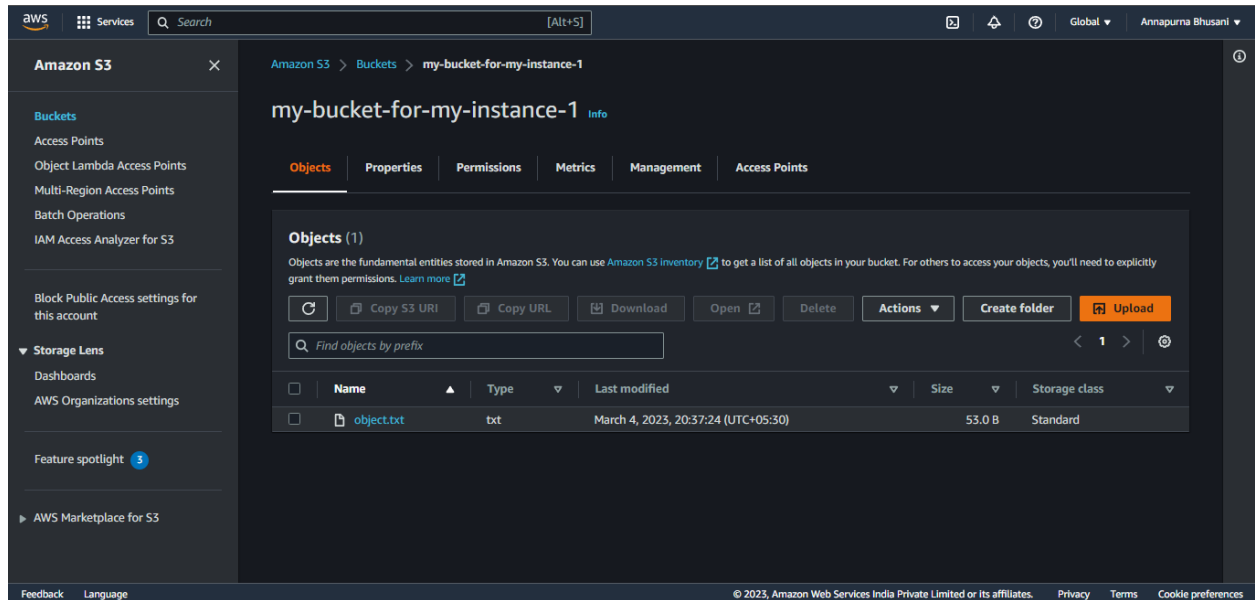 aws Services Search [Alt+S] Global Annapurna Bhusani
Amazon S3
Buckets
Access Points
Object Lambda Access Points
Multi-Region Access Points
Batch Operations
IAM Access Analyzer for S3
Block Public Access settings for
this account
Storage Lens
Dashboards
AWS Organizations settings
Feature spotlight 3
AWS Marketplace for S3
Amazon S3 > Buckets > my-bucket-for-my-instance-1
my-bucket-for-my-instance-1 Info
Objects Properties Permissions Metrics Management Access Points
Objects (1)
Objects are the fundamental entities stored in Amazon S3. You can use Amazon S3 inventory to get a list of all objects in your bucket. For others to access your objects, you'll need to explicitly
grant them permissions. Learn more
Copy S3 URI Copy URL Download Open Delete Actions Create folder Upload
Find objects by prefix < 1 >
Name Type Last modified Size Storage class
object.txt txt March 4, 2023, 20:37:24 (UTC+05:30) 53.0 B Standard
Feedback Language © 2023, Amazon Web Services India Private Limited or its affiliates. Privacy Terms Cookie preferences